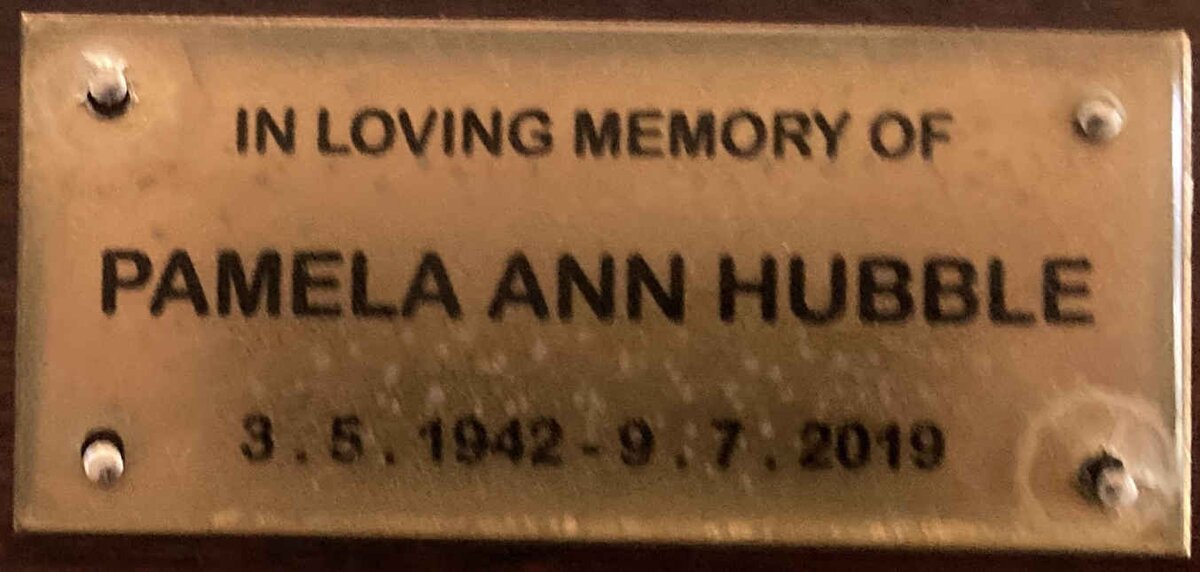 IN LOVING MEMORY OF
PAMELA ANN HUBBLE
3 . 5 . 1942 - 9 . 7 . 2019